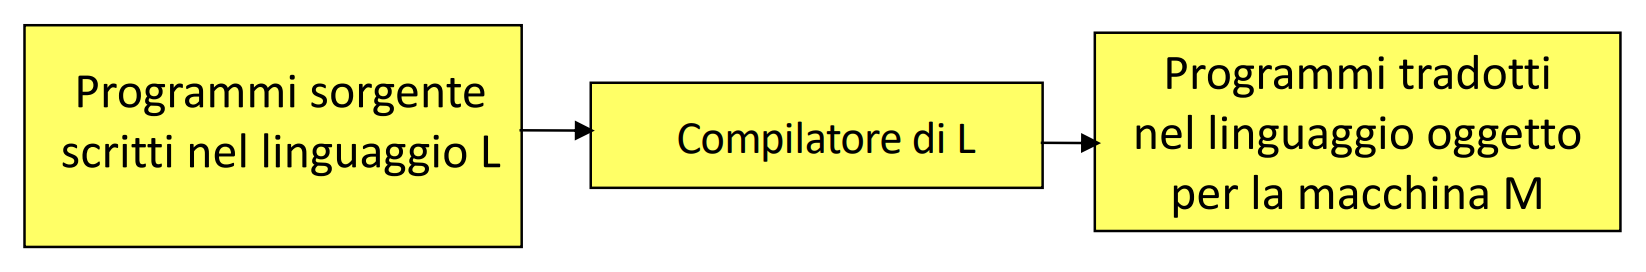 Programmi sorgente
scritti nel linguaggio L
Compilatore di L
Programmi tradotti
nel linguaggio oggetto
per la macchina M